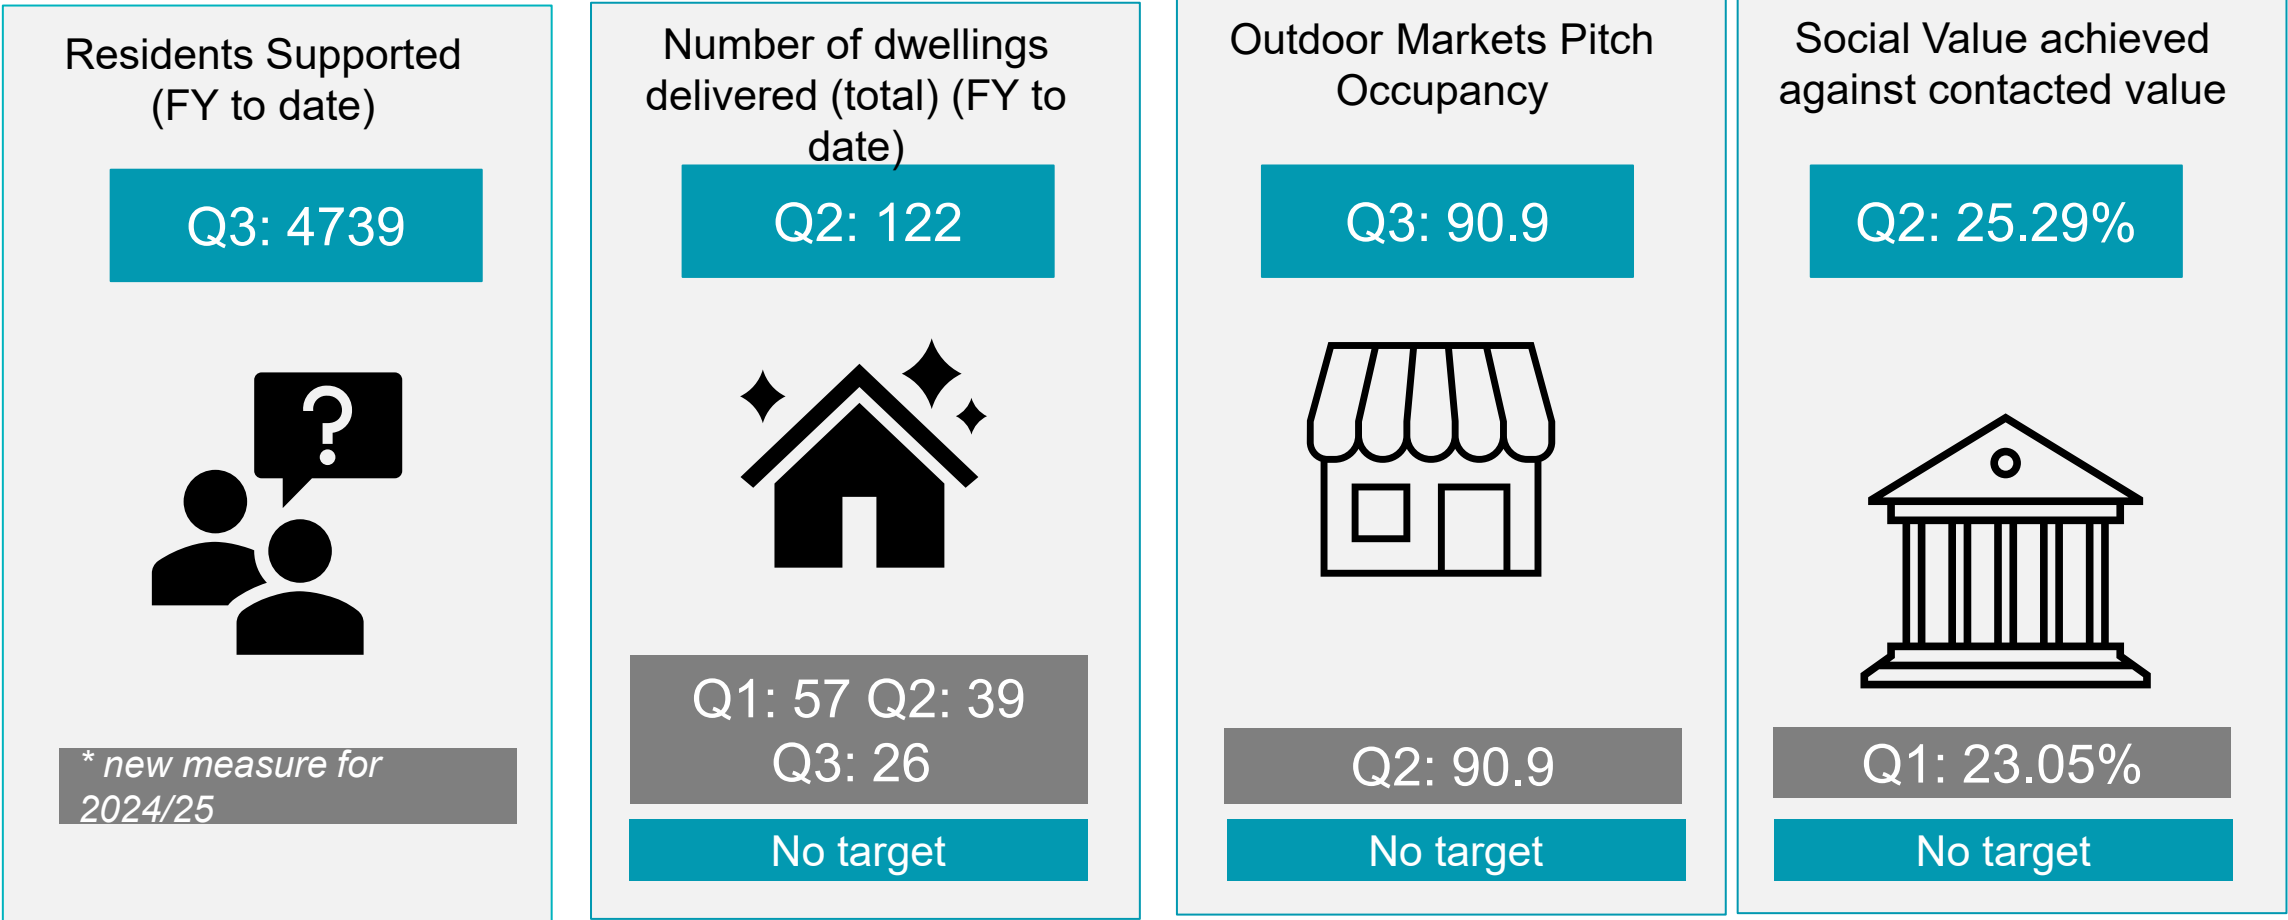 Residents Supported
(FY to date)
Q3: 4739
?
* new measure for
2024/25
Number of dwellings
delivered (total) (FY to
date)
Q2: 122
Q1: 57 Q2: 39
Q3: 26
No target
Outdoor Markets Pitch
Occupancy
Q3: 90.9
Q2: 90.9
No target
Social Value achieved
against contacted value
Q2: 25.29%
Q1: 23.05%
No target